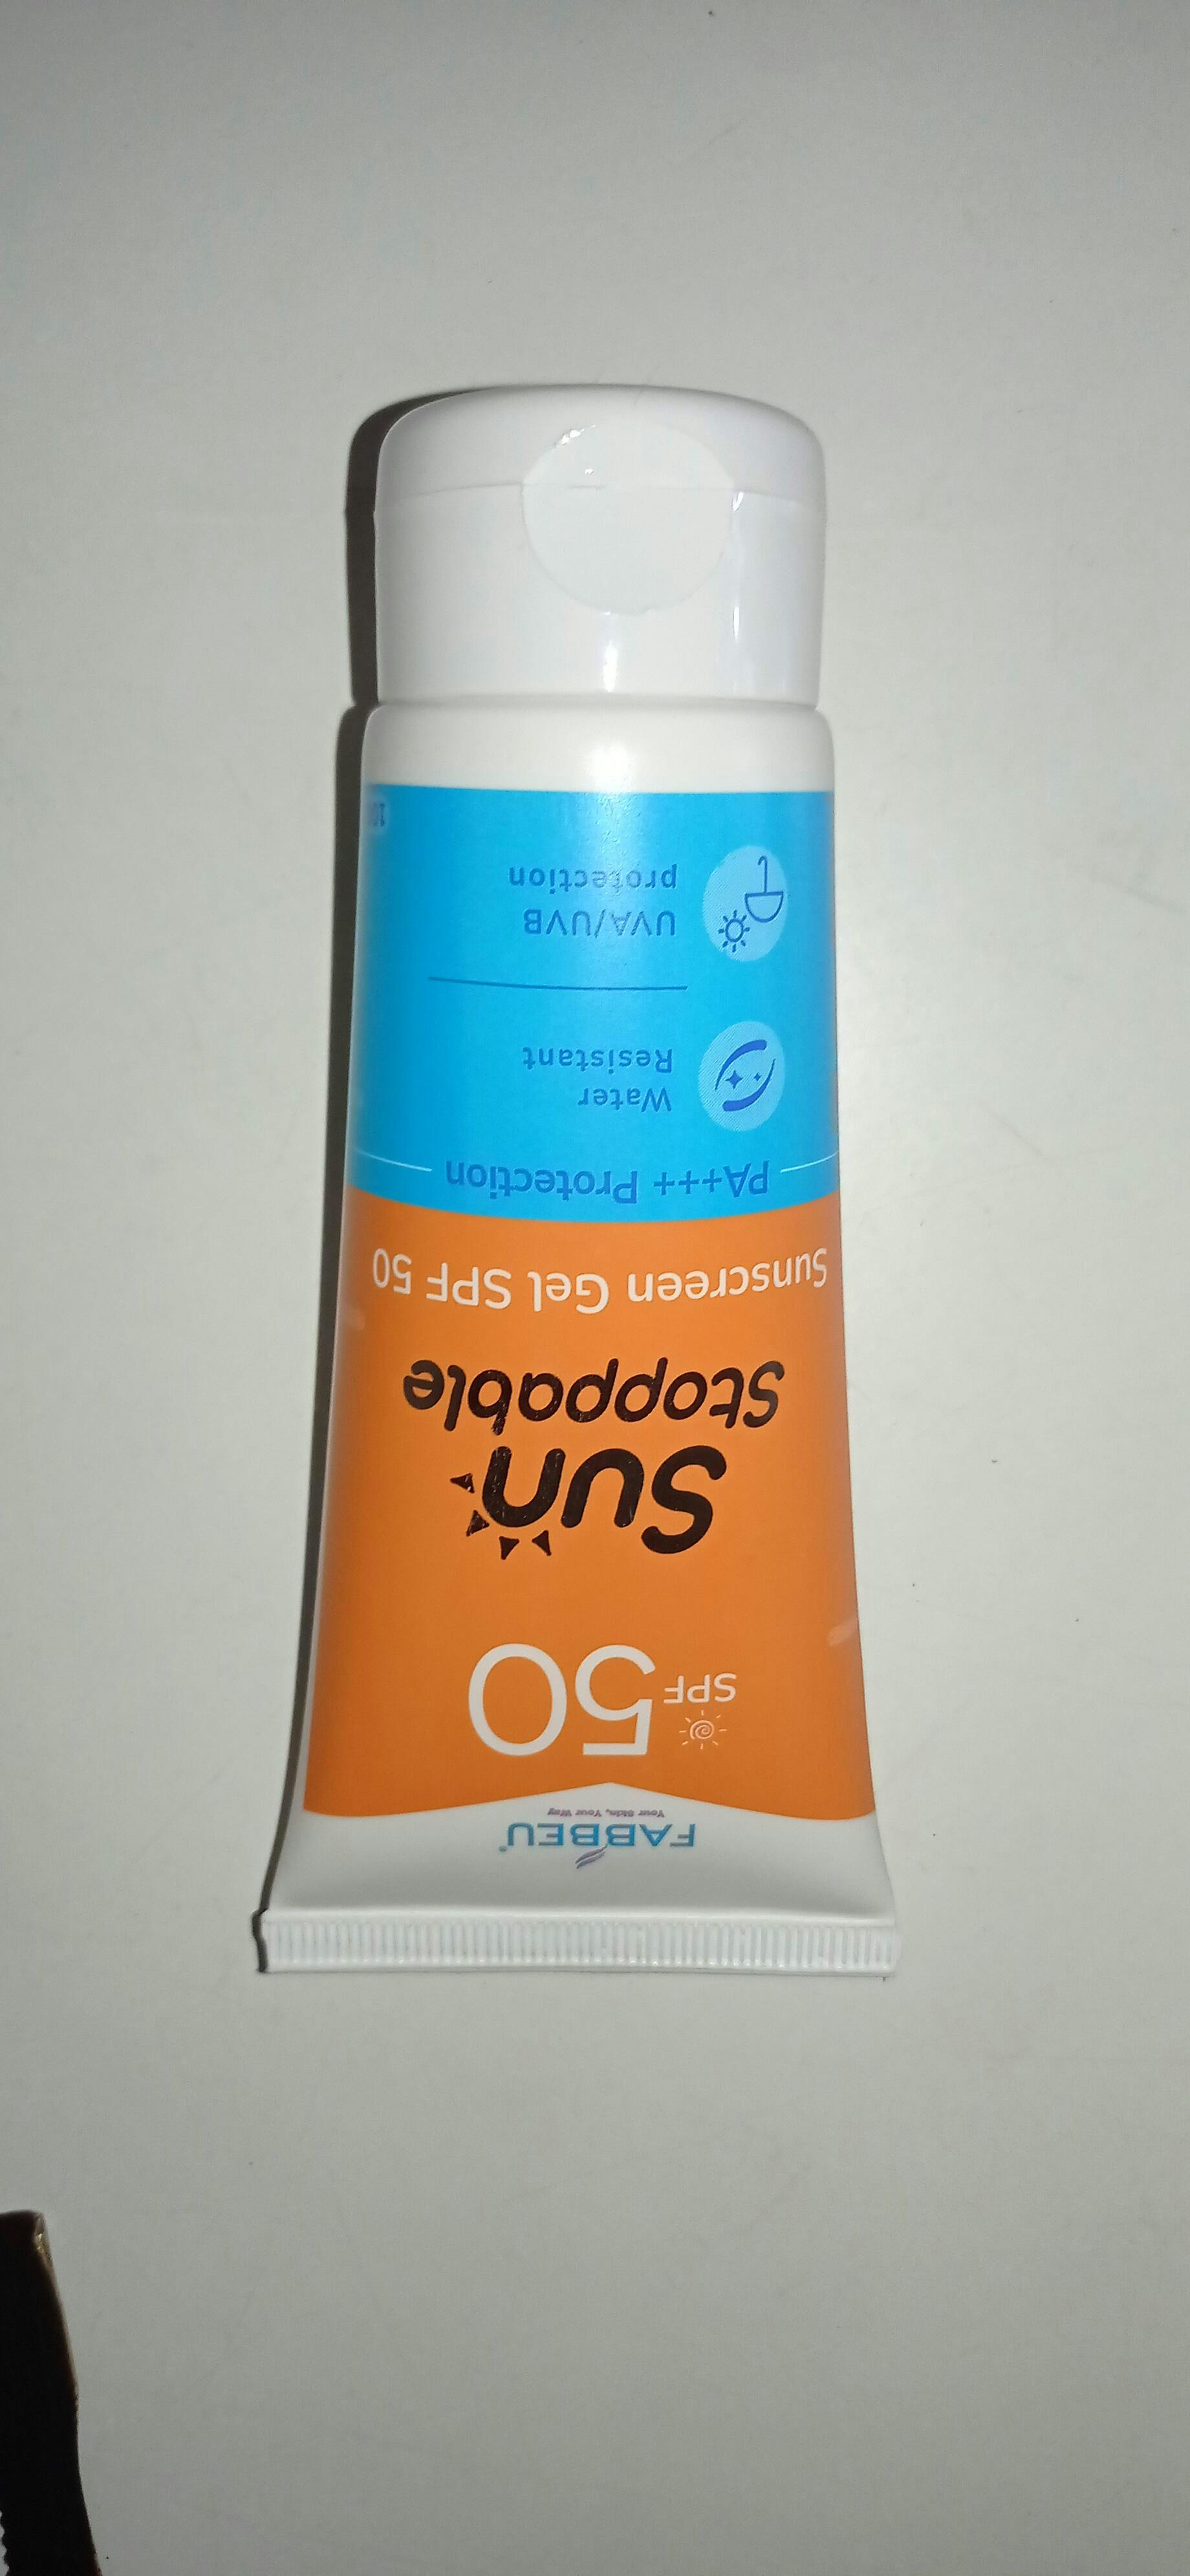 FABBEU®
Your Skin, Your Way
SPF 50
Sun
Stoppable
Sunscreen Gel SPF 50
PA+++ Protection
Water
Resistant
UVA/UVB
protection